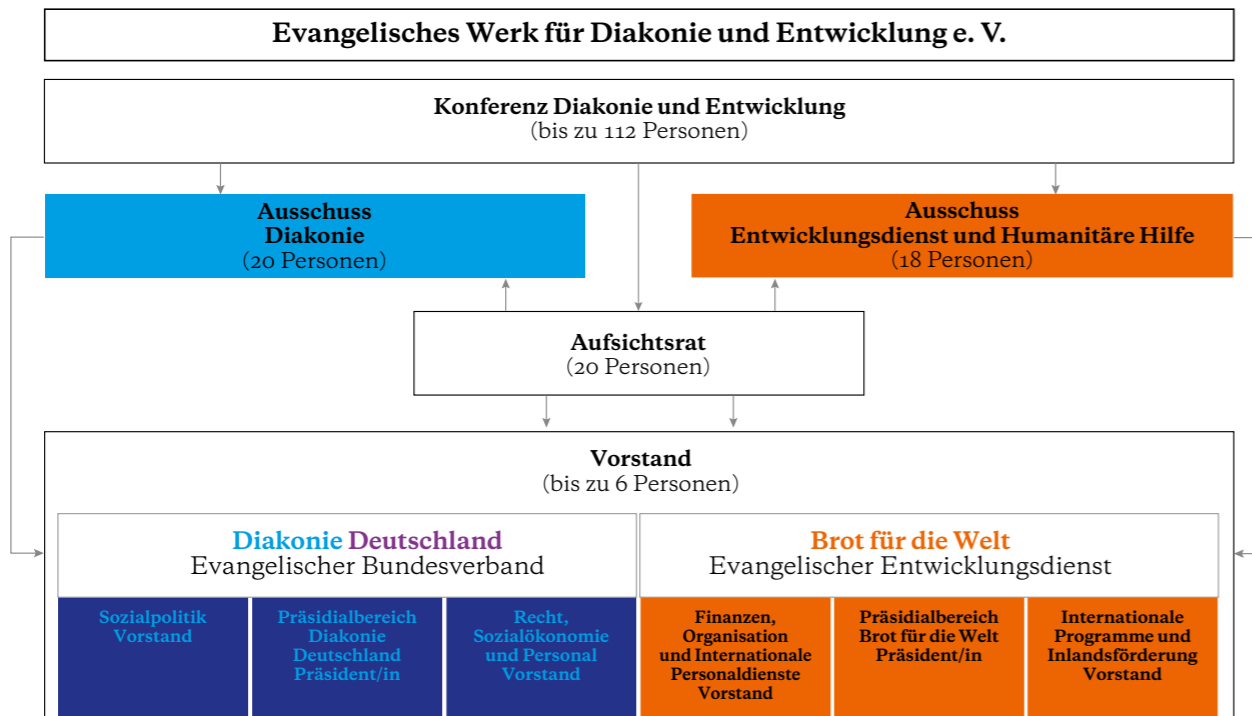 Evangelisches Werk für Diakonie und Entwicklung e. V.
Konferenz Diakonie und Entwicklung
(bis zu 112 Personen)
Ausschuss
Diakonie
(20 Personen)
Ausschuss
Entwicklungsdienst und Humanitäre Hilfe
(18 Personen)
Aufsichtsrat
(20 Personen)
Vorstand
(bis zu 6 Personen)
Diakonie Deutschland
Evangelischer Bundesverband
Brot für die Welt
Evangelischer Entwicklungsdienst
Sozialpolitik
Vorstand
Präsidialbereich
Diakonie
Deutschland
Präsident/in
Recht,
Sozialökonomie
und Personal
Vorstand
Finanzen,
Organisation
und Internationale
Personaldienste
Vorstand
Präsidialbereich
Brot für die Welt
Präsident/in
Internationale
Programme und
Inlandsförderung
Vorstand